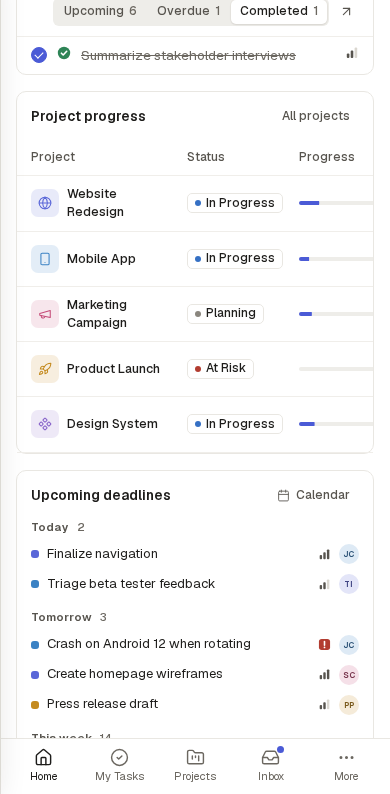 Upcoming 6 Overdue 1 Completed 1
Summarize stakeholder interviews
Project progress All projects
Project Status Progress
Website
Redesign
In Progress
Mobile App In Progress
Marketing
Campaign
Planning
Product Launch At Risk
Design System In Progress
Upcoming deadlines Calendar
Today 2
Finalize navigation JC
Triage beta tester feedback TI
Tomorrow 3
Crash on Android 12 when rotating ! JC
Create homepage wireframes SC
Press release draft PP
This week 14
Home My Tasks Projects Inbox More